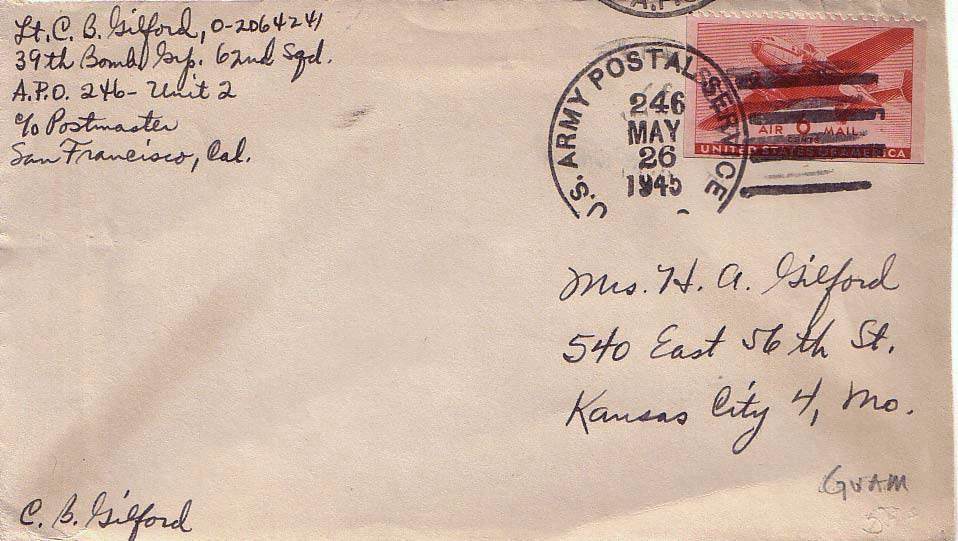 Lt. C. B. Gilford, O-2064241
39th Bomb Grp. 62nd Sqd.
A.P.O. 246 - Unit 2
c/o Postmaster
San Francisco, Cal.
U.S. ARMY POSTAL SERVICE
246
MAY
26
1945
AIR 6 MAIL
CENTS
UNITED STATES OF AMERICA
Mrs. H. A. Gilford
540 East 56th St.
Kansas City 4, Mo.
GUAM
C. B. Gilford